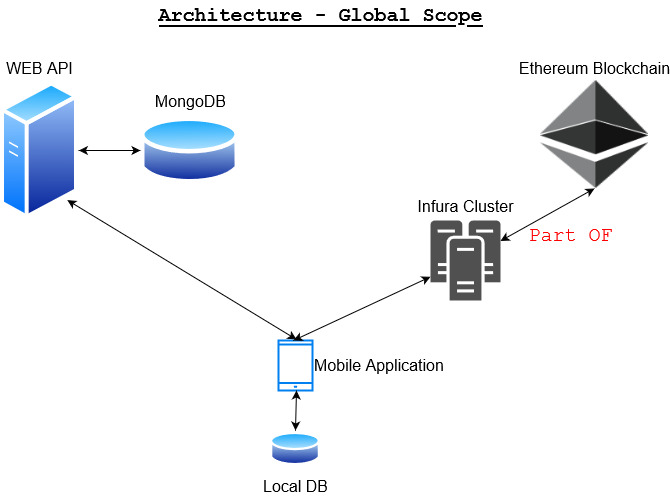 Architecture - Global Scope
WEB API
Ethereum Blockchain
MongoDB
Infura Cluster
Part OF
Mobile Application
Local DB